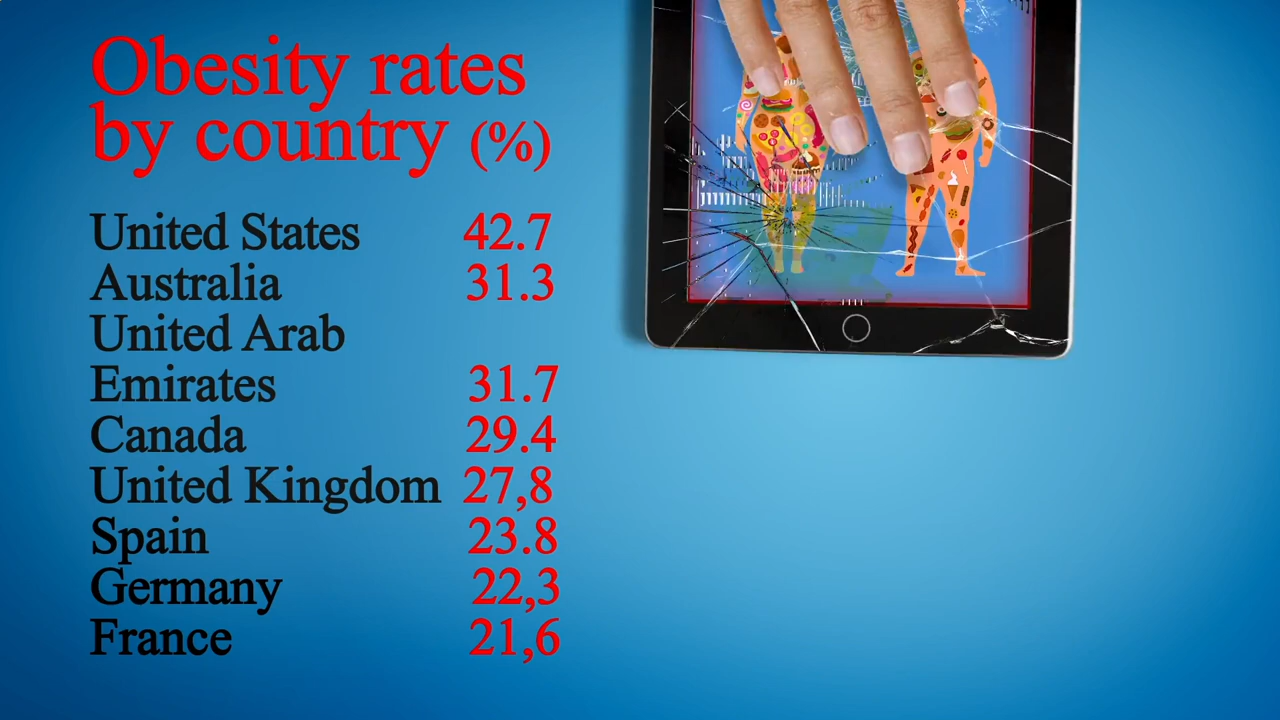 Obesity rates
by country (%)
United States 42.7
Australia 31.3
United Arab
Emirates 31.7
Canada 29.4
United Kingdom 27,8
Spain 23.8
Germany 22,3
France 21,6